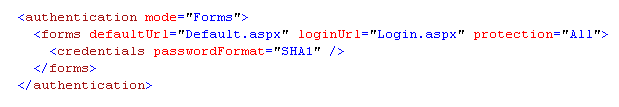 <authentication mode="Forms">
<forms defaultUrl="Default.aspx" loginUrl="Login.aspx" protection="All">
<credentials passwordFormat="SHA1" />
</forms>
</authentication>